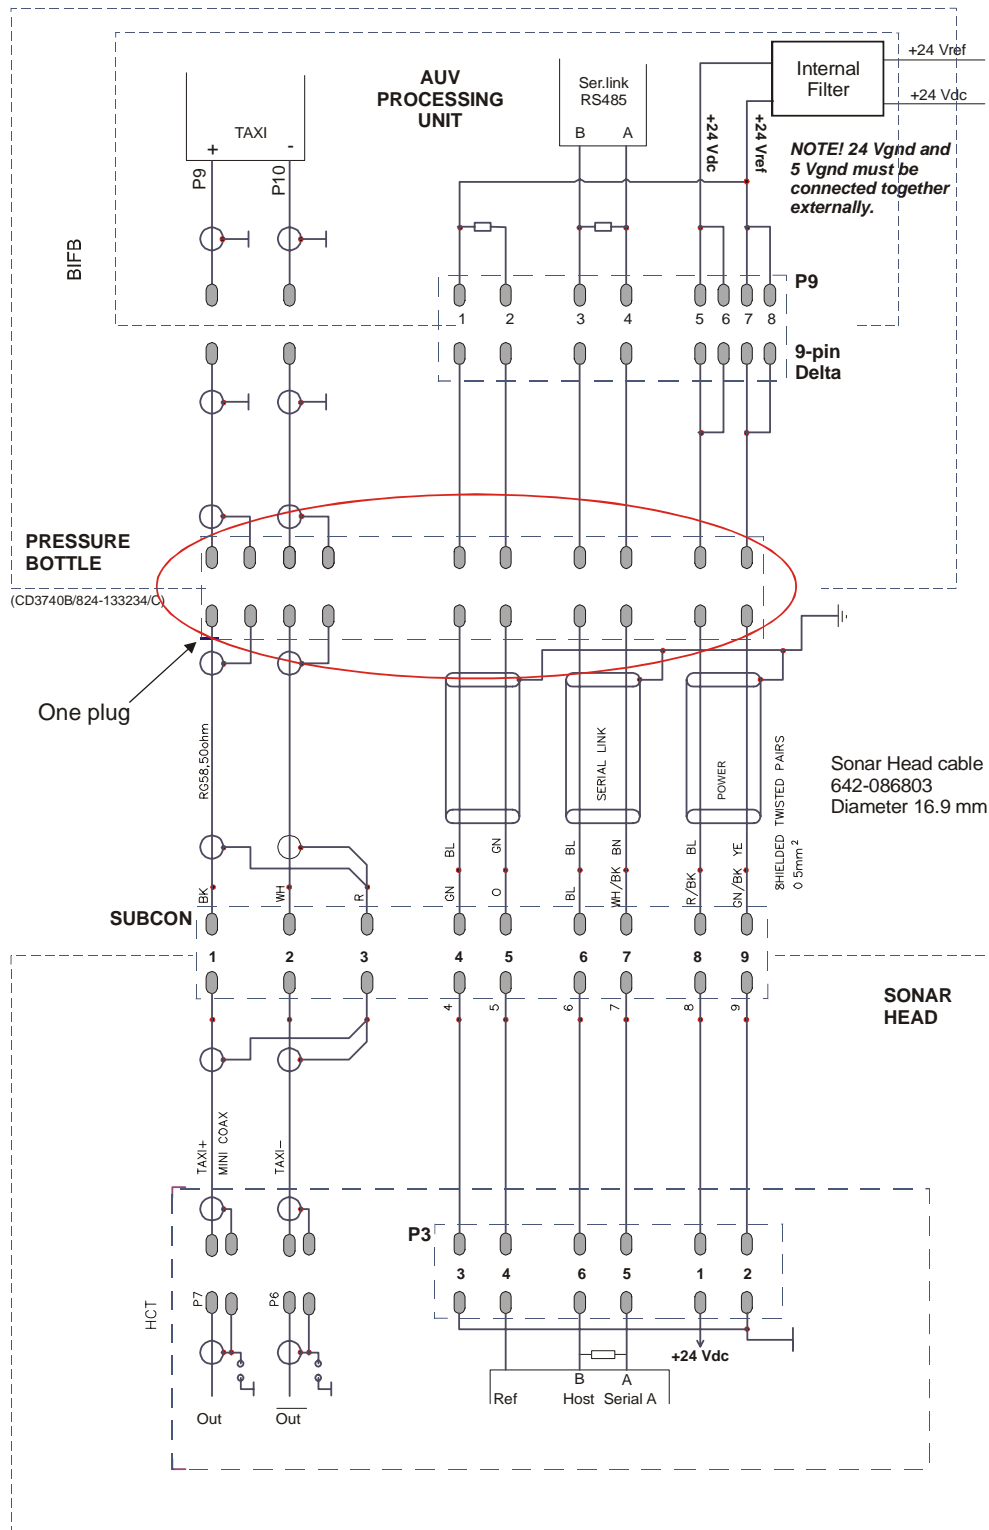 +24 Vref
AUV
PROCESSING
UNIT
Ser.link
RS485
Internal
Filter
+24 Vdc
TAXI
B A
+ -
P9
P10
+24 Vdc
+24 Vref
NOTE! 24 Vgnd and
5 Vgnd must be
connected together
externally.
BIFB
P9
1 2 3 4 5 6 7 8
9-pin
Delta
PRESSURE
BOTTLE
(CD3740B/824-133234/C)
One plug
RG58,50ohm
SERIAL LINK
POWER
SHIELDED TWISTED PAIRS
0.5mm²
Sonar Head cable
642-086803
Diameter 16.9 mm
BL GN BL BN BL YE
BK WH R GN O BL WH/BK R/BK GN/BK
SUBCON
1 2 3 4 5 6 7 8 9
4 5 6 7 8 9
SONAR
HEAD
TAXI+
MINI COAX
TAXI-
P3
3 4 6 5 1 2
HCT
P7
P6
+24 Vdc
B A
Ref Host Serial A
Out Out